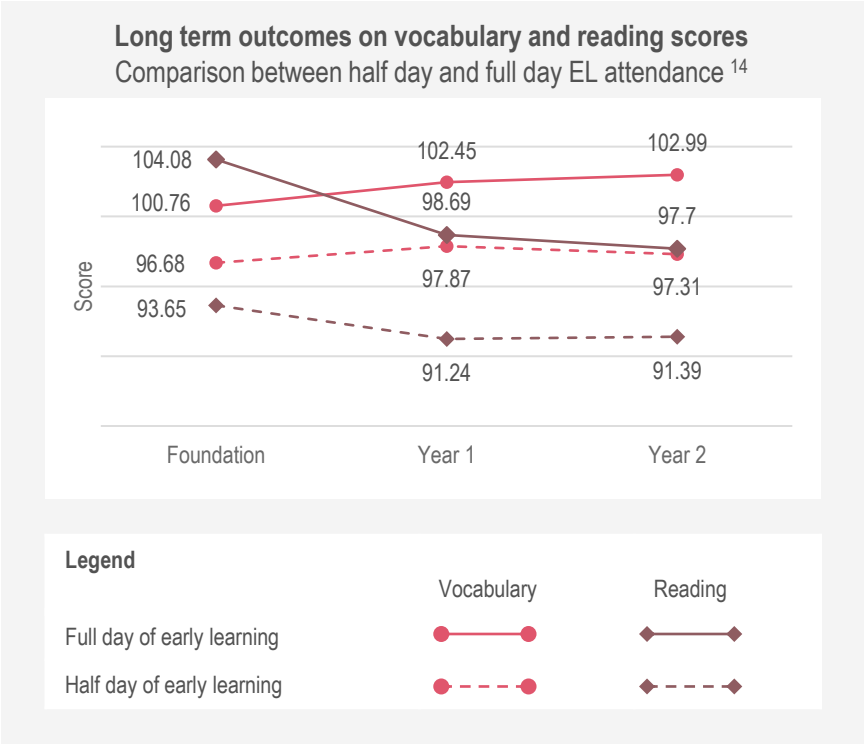 Long term outcomes on vocabulary and reading scores
Comparison between half day and full day EL attendance 14
104.08
100.76
96.68
93.65
102.45
98.69
97.87
91.24
102.99
97.7
97.31
91.39
Score
Foundation Year 1 Year 2
Legend
Vocabulary Reading
Full day of early learning
Half day of early learning